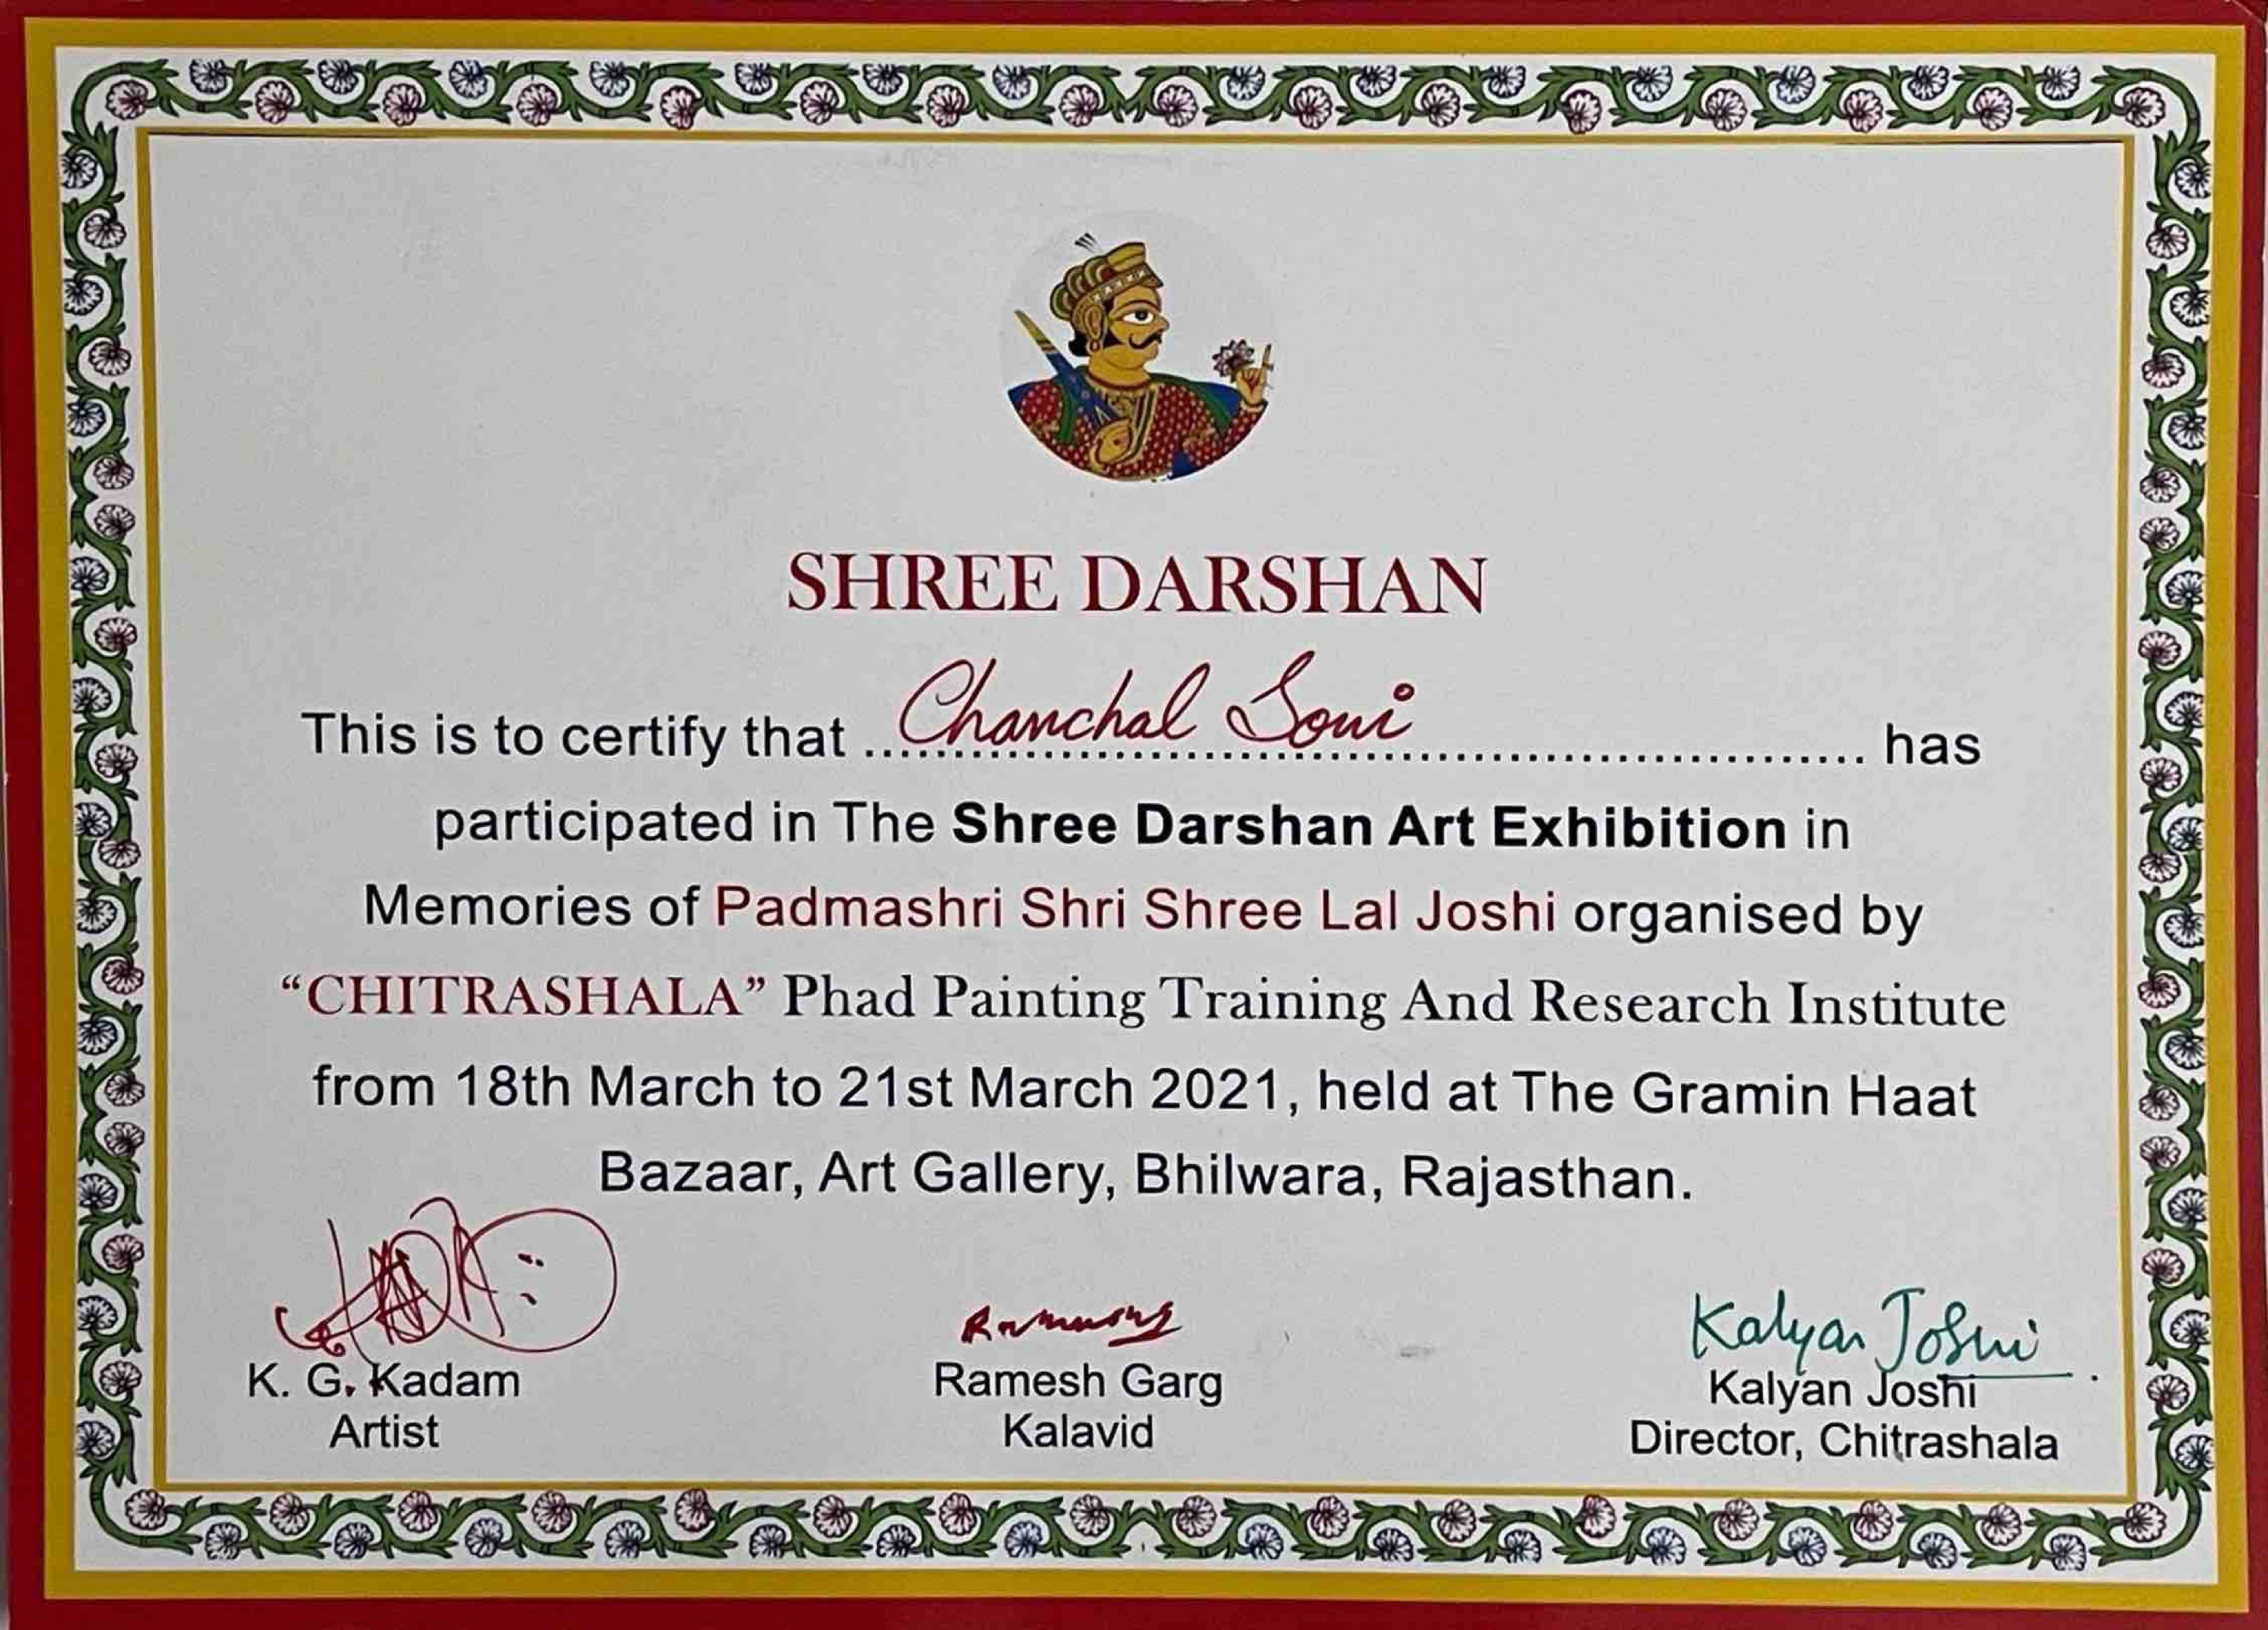 SHREE DARSHAN
This is to certify that Chanchal Soni has
participated in The Shree Darshan Art Exhibition in
Memories of Padmashri Shri Shree Lal Joshi organised by
“CHITRASHALA” Phad Painting Training And Research Institute
from 18th March to 21st March 2021, held at The Gramin Haat
Bazaar, Art Gallery, Bhilwara, Rajasthan.
Kalyan Joshi
K. G. Kadam
Artist
Ramesh Garg
Kalavid
Kalyan Joshi
Director, Chitrashala